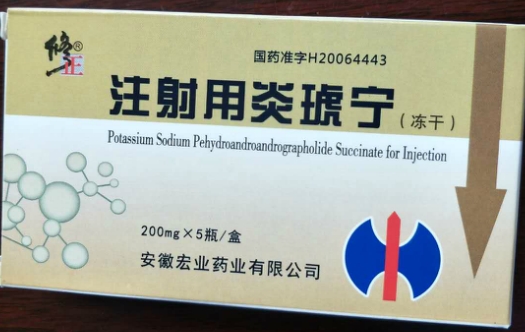 修正®
国药准字H20064443
注射用炎琥宁（冻干）
Potassium Sodium Pehydroandroandrographolide Succinate for Injection
200mg×5瓶/盒
安徽宏业药业有限公司